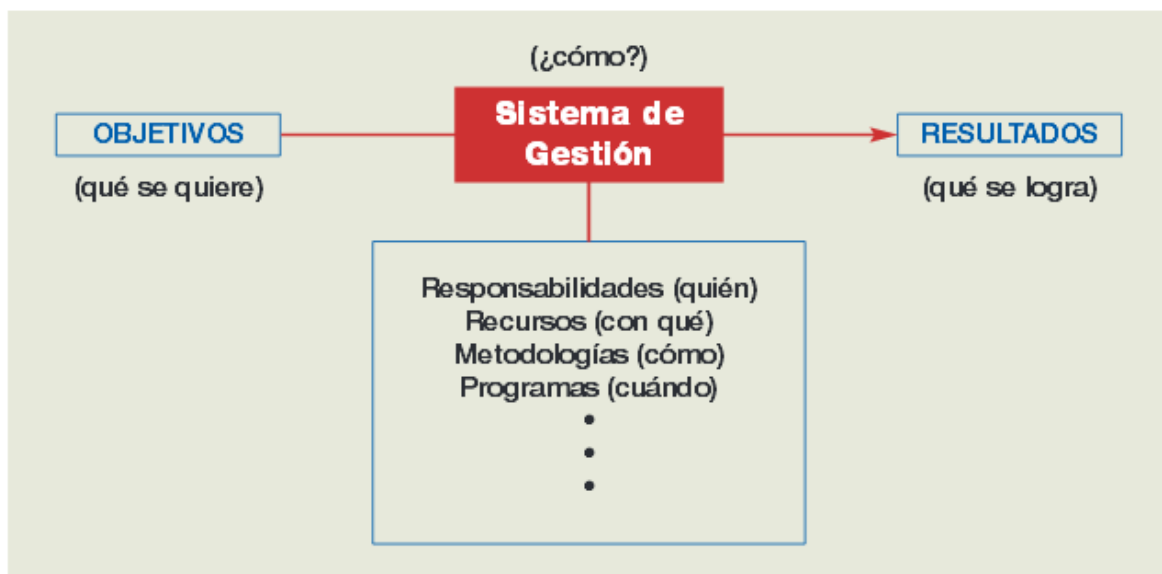 (¿cómo?)
Sistema de
Gestión
OBJETIVOS
(qué se quiere)
RESULTADOS
(qué se logra)
Responsabilidades (quién)
Recursos (con qué)
Metodologías (cómo)
Programas (cuándo)
•
•
•